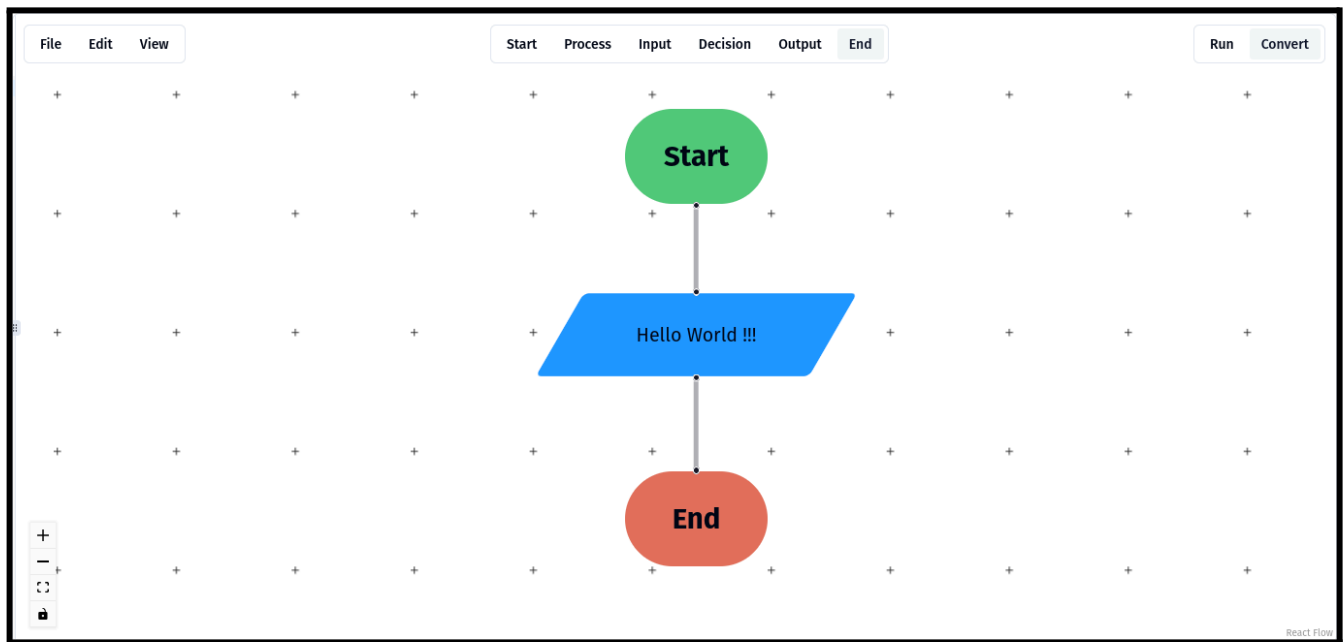 File Edit View Start Process Input Decision Output End Run Convert
Start
Hello World !!!
End
React Flow